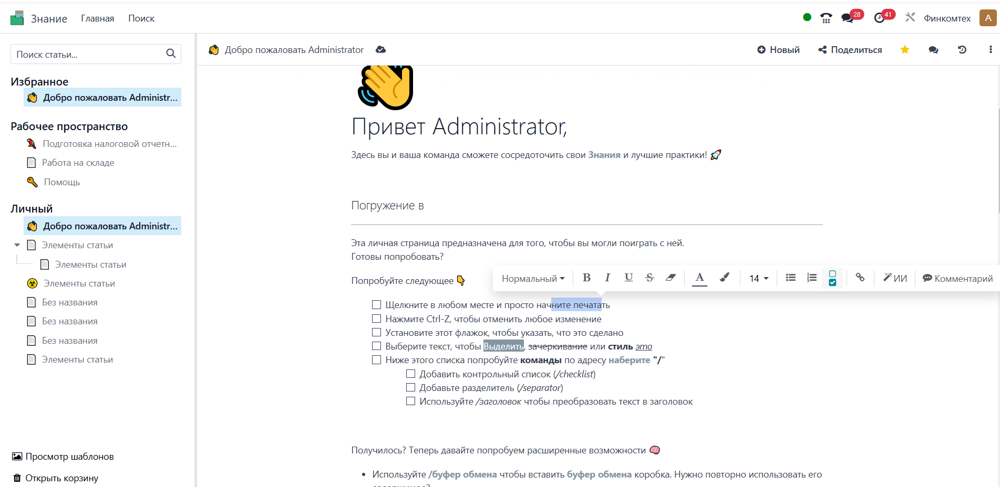 Знание Главная Поиск 28 41 Финкомтех A
Поиск статьи...
Добро пожаловать Administrator Новый Поделиться
Избранное
Добро пожаловать Administr...
Рабочее пространство
Подготовка налоговой отчетн...
Работа на складе
Помощь
Личный
Добро пожаловать Administr...
Элементы статьи
Элементы статьи
Элементы статьи
Без названия
Без названия
Без названия
Элементы статьи
Просмотр шаблонов
Открыть корзину
Привет Administrator,
Здесь вы и ваша команда сможете сосредоточить свои Знания и лучшие практики!
Погружение в
Эта личная страница предназначена для того, чтобы вы могли поиграть с ней.
Готовы попробовать?
Попробуйте следующее
Нормальный B I U S A 14 ИИ Комментарий
Щелкните в любом месте и просто начните печатать
Нажмите Ctrl-Z, чтобы отменить любое изменение
Установите этот флажок, чтобы указать, что это сделано
Выберите текст, чтобы Выделить, зачеркивание или стиль это
Ниже этого списка попробуйте команды по адресу наберите "/"
Добавить контрольный список (/checklist)
Добавьте разделитель (/separator)
Используйте /заголовок чтобы преобразовать текст в заголовок
Получилось? Теперь давайте попробуем расширенные возможности
Используйте /буфер обмена чтобы вставить буфер обмена коробка. Нужно повторно использовать его